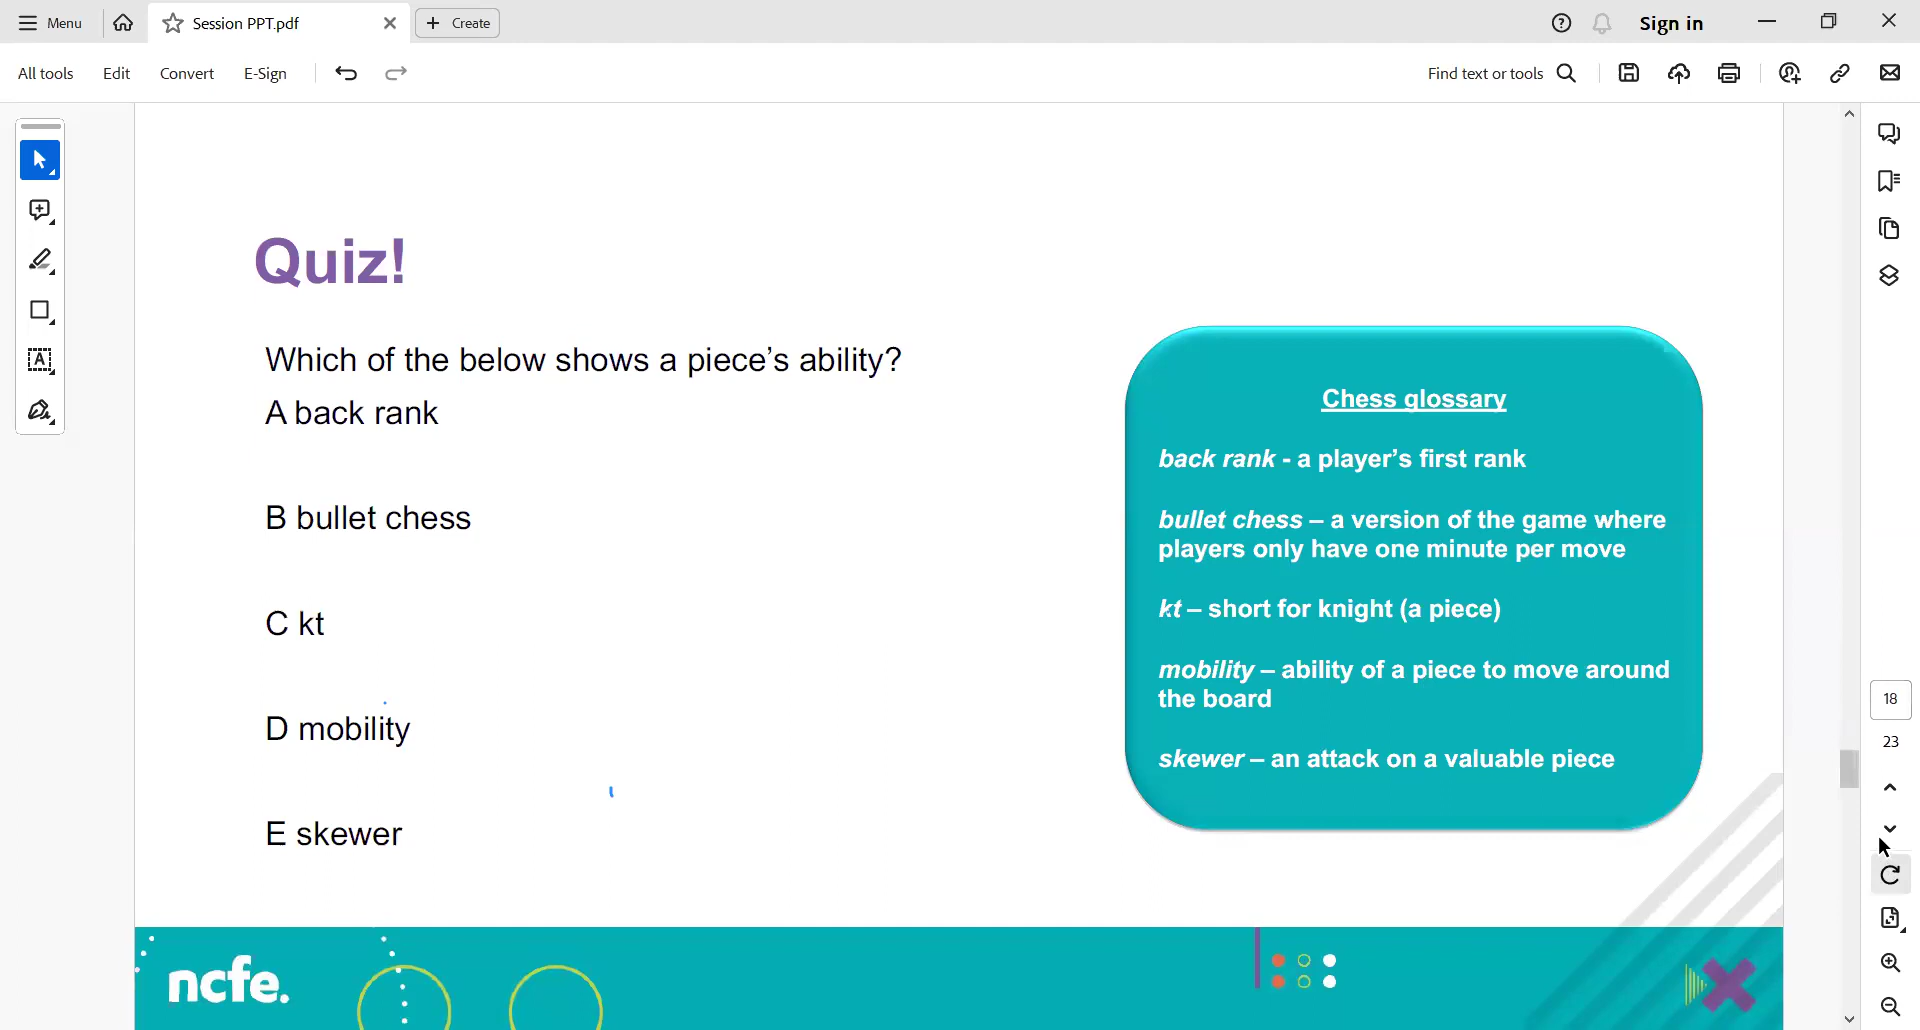 Menu
Session PPT.pdf
+ Create
Sign in
All tools
Edit
Convert
E-Sign
Find text or tools
Quiz!
Which of the below shows a piece’s ability?
A back rank
B bullet chess
C kt
D mobility
E skewer
Chess glossary
back rank - a player’s first rank
bullet chess – a version of the game where
players only have one minute per move
kt – short for knight (a piece)
mobility – ability of a piece to move around
the board
skewer – an attack on a valuable piece
18
23
ncfe.